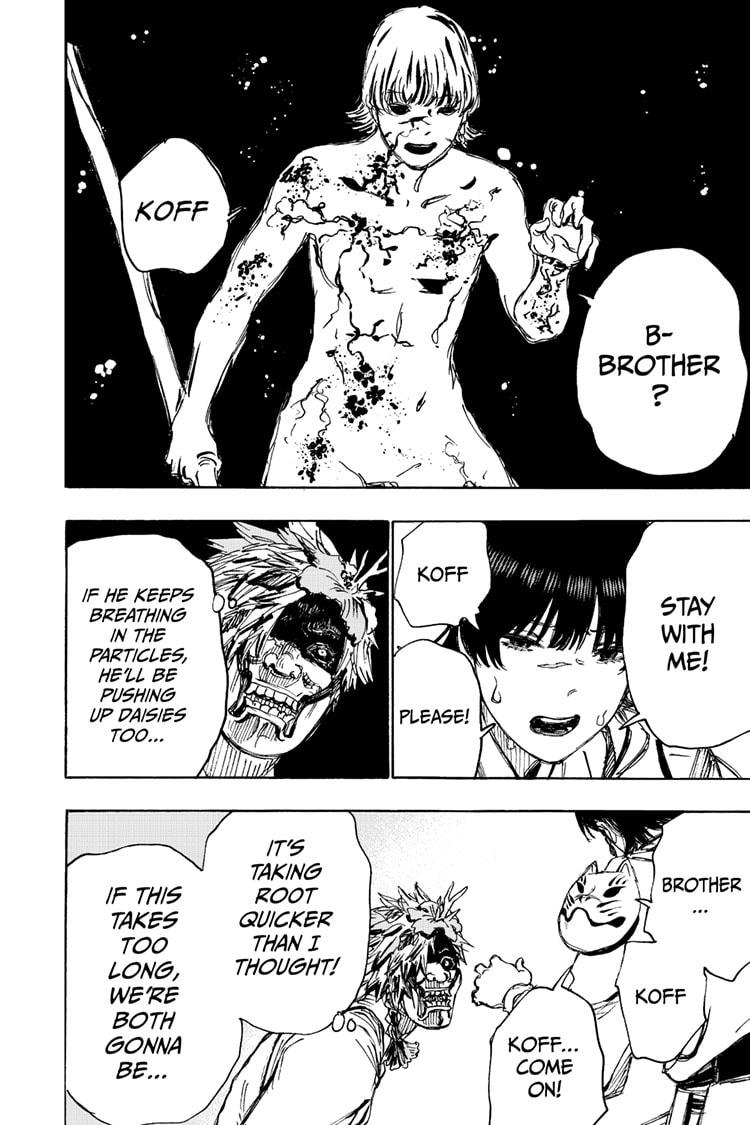 B-
BROTHER
?
KOFF
STAY
WITH
ME!
KOFF
PLEASE!
IF HE KEEPS
BREATHING
IN THE
PARTICLES,
HE'LL BE
PUSHING
UP DAISIES
TOO...
BROTHER
...
KOFF
KOFF...
COME
ON!
IT'S
TAKING
ROOT
QUICKER
THAN I
THOUGHT!
IF THIS
TAKES
TOO
LONG,
WE'RE
BOTH
GONNA
BE...